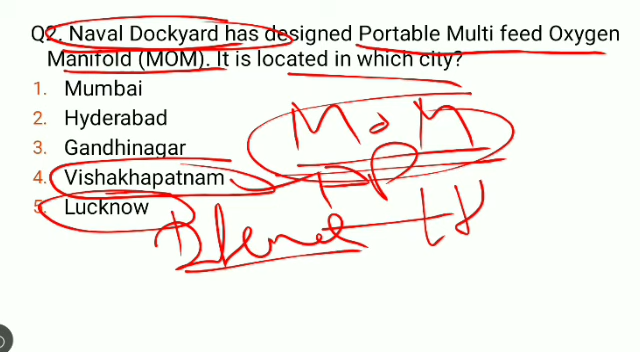 Q2. Naval Dockyard has designed Portable Multi feed Oxygen
Manifold (MOM). It is located in which city?
1. Mumbai
2. Hyderabad
3. Gandhinagar
4. Vishakhapatnam
5. Lucknow
MOM
AP